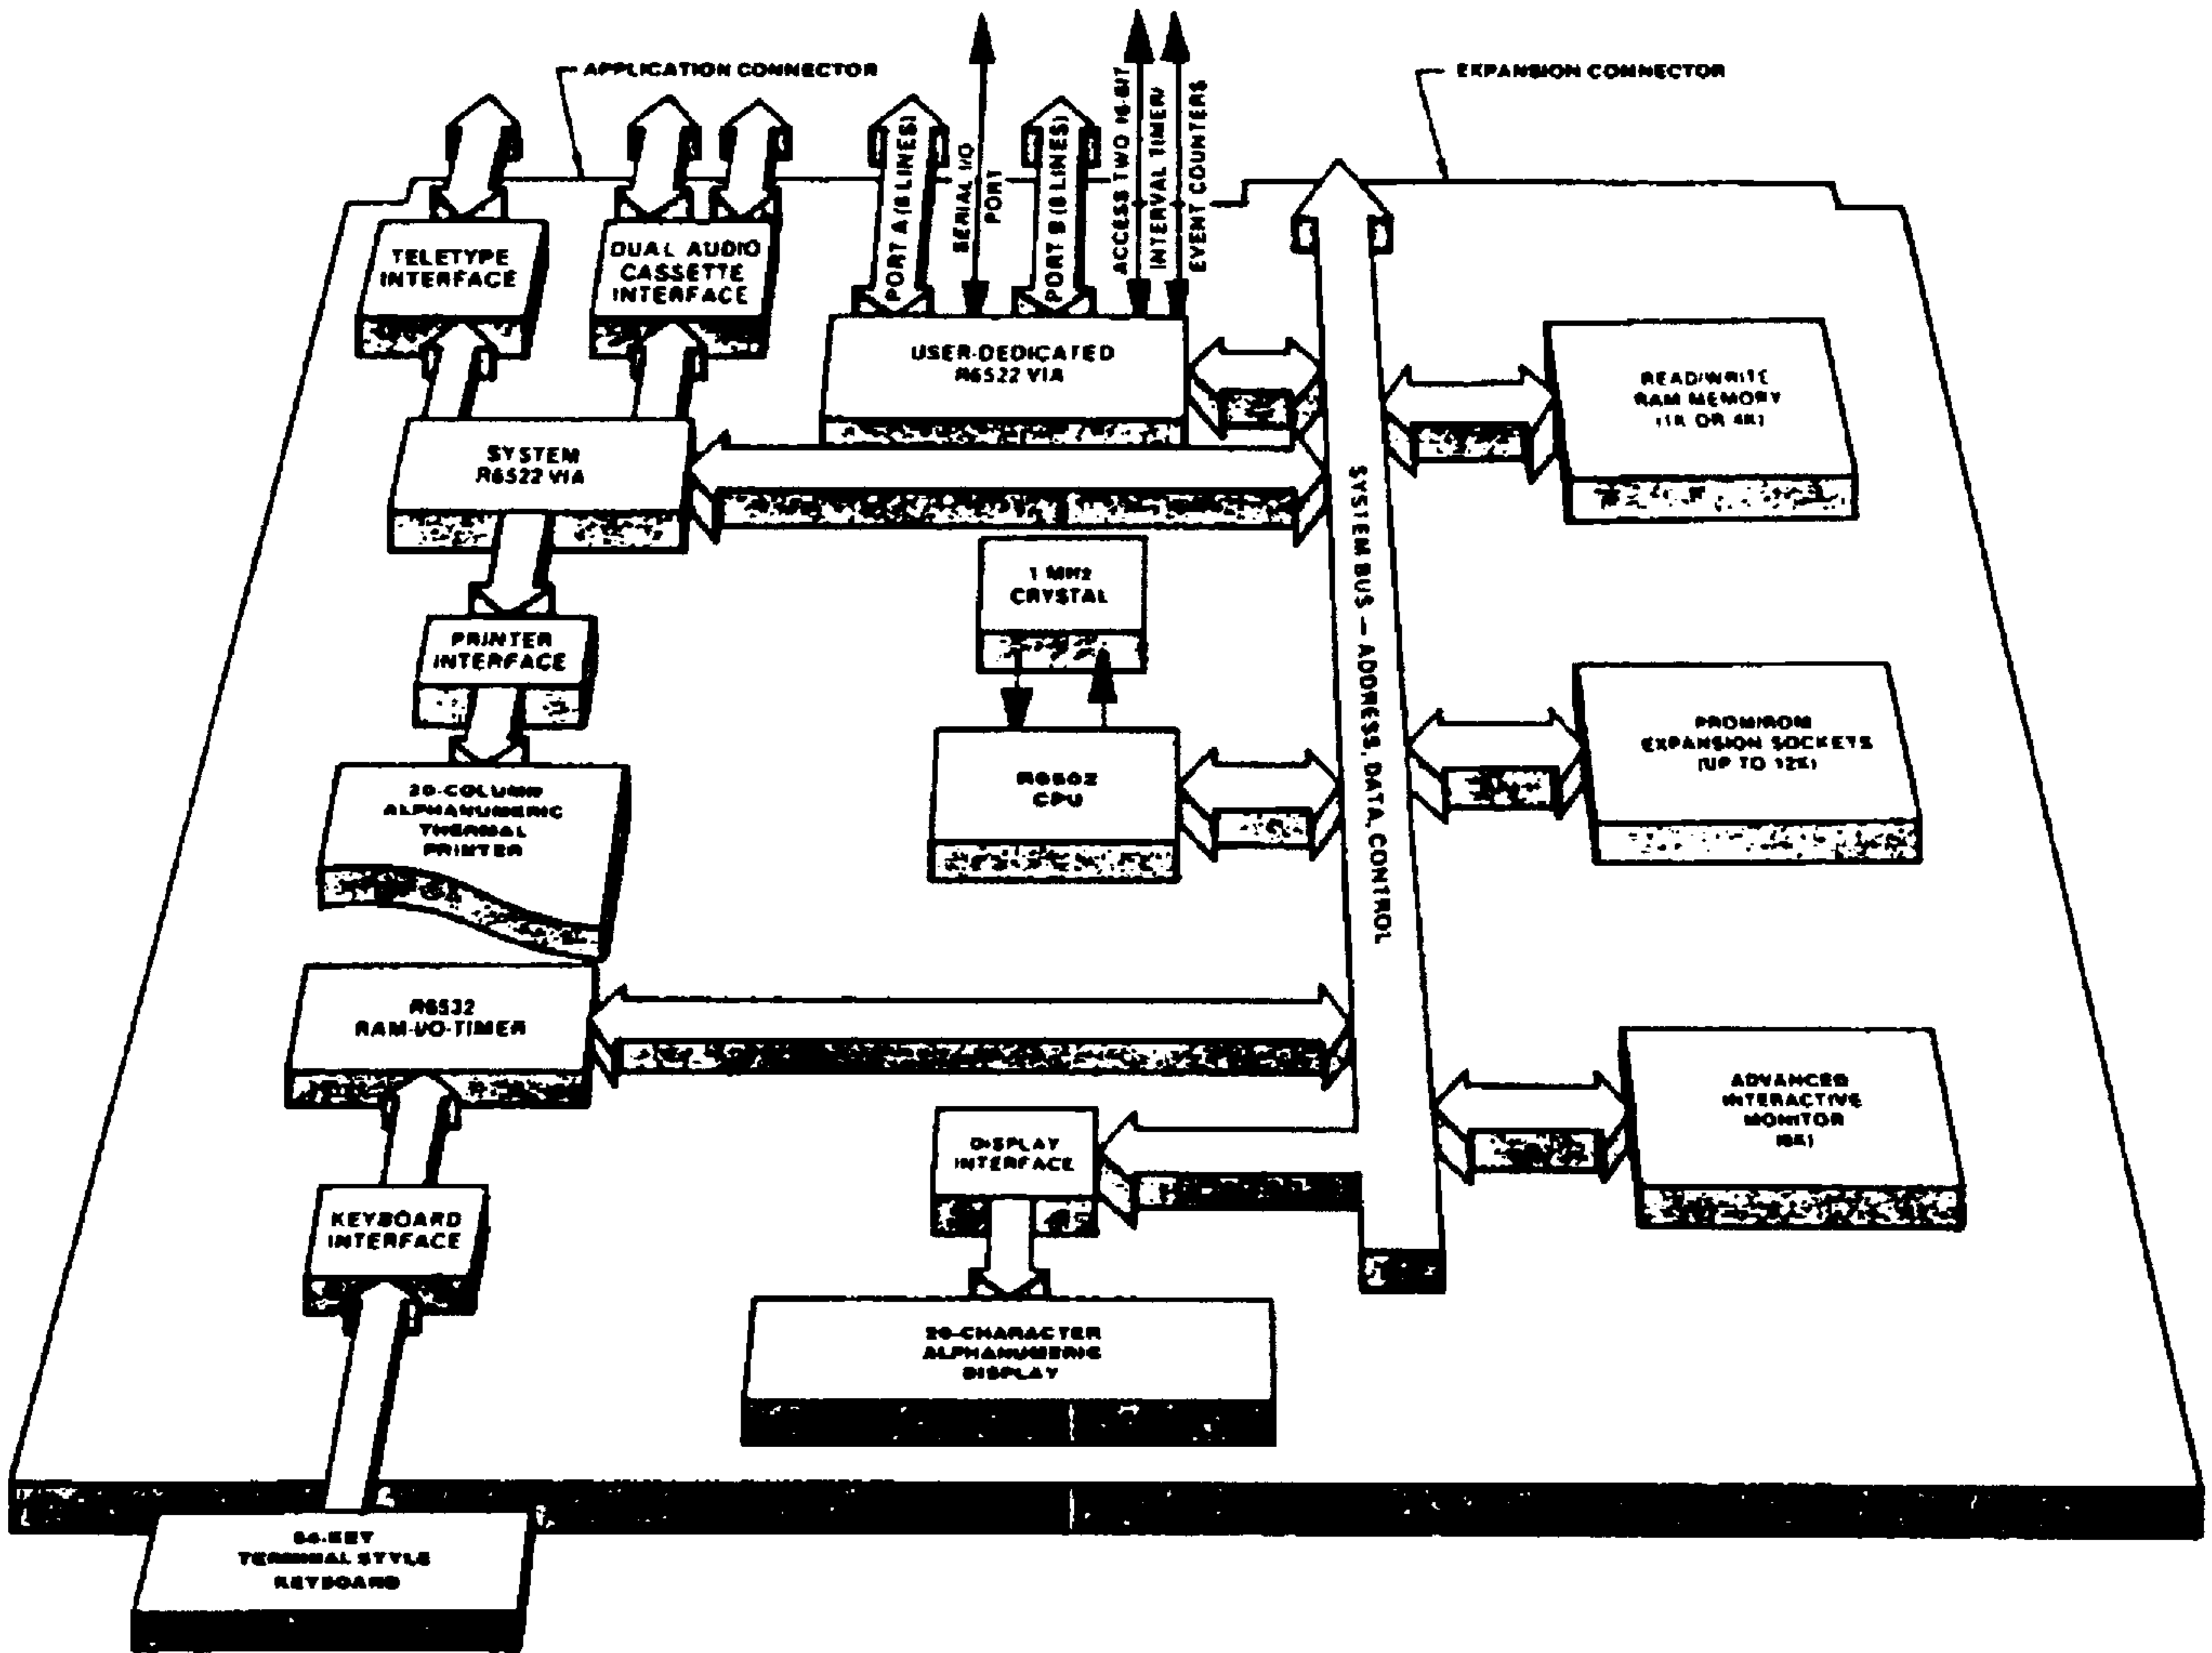 APPLICATION CONNECTOR
EXPANSION CONNECTOR
TELETYPE
INTERFACE
DUAL AUDIO
CASSETTE
INTERFACE
PORT A (8 LINES)
SERIAL I/O
PORT
PORT B (8 LINES)
ACCESS TWO 16-BIT
INTERVAL TIMER/
EVENT COUNTERS
USER-DEDICATED
R6522 VIA
READ/WRITE
RAM MEMORY
(1K OR 4K)
SYSTEM
R6522 VIA
SYSTEM BUS — ADDRESS, DATA, CONTROL
1 MHz
CRYSTAL
PRINTER
INTERFACE
PROM/ROM
EXPANSION SOCKETS
(UP TO 12K)
R6502
CPU
20-COLUMN
ALPHANUMERIC
THERMAL
PRINTER
R6532
RAM-I/O-TIMER
ADVANCED
INTERACTIVE
MONITOR
DISPLAY
INTERFACE
KEYBOARD
INTERFACE
20-CHARACTER
ALPHANUMERIC
DISPLAY
54-KEY
TERMINAL STYLE
KEYBOARD